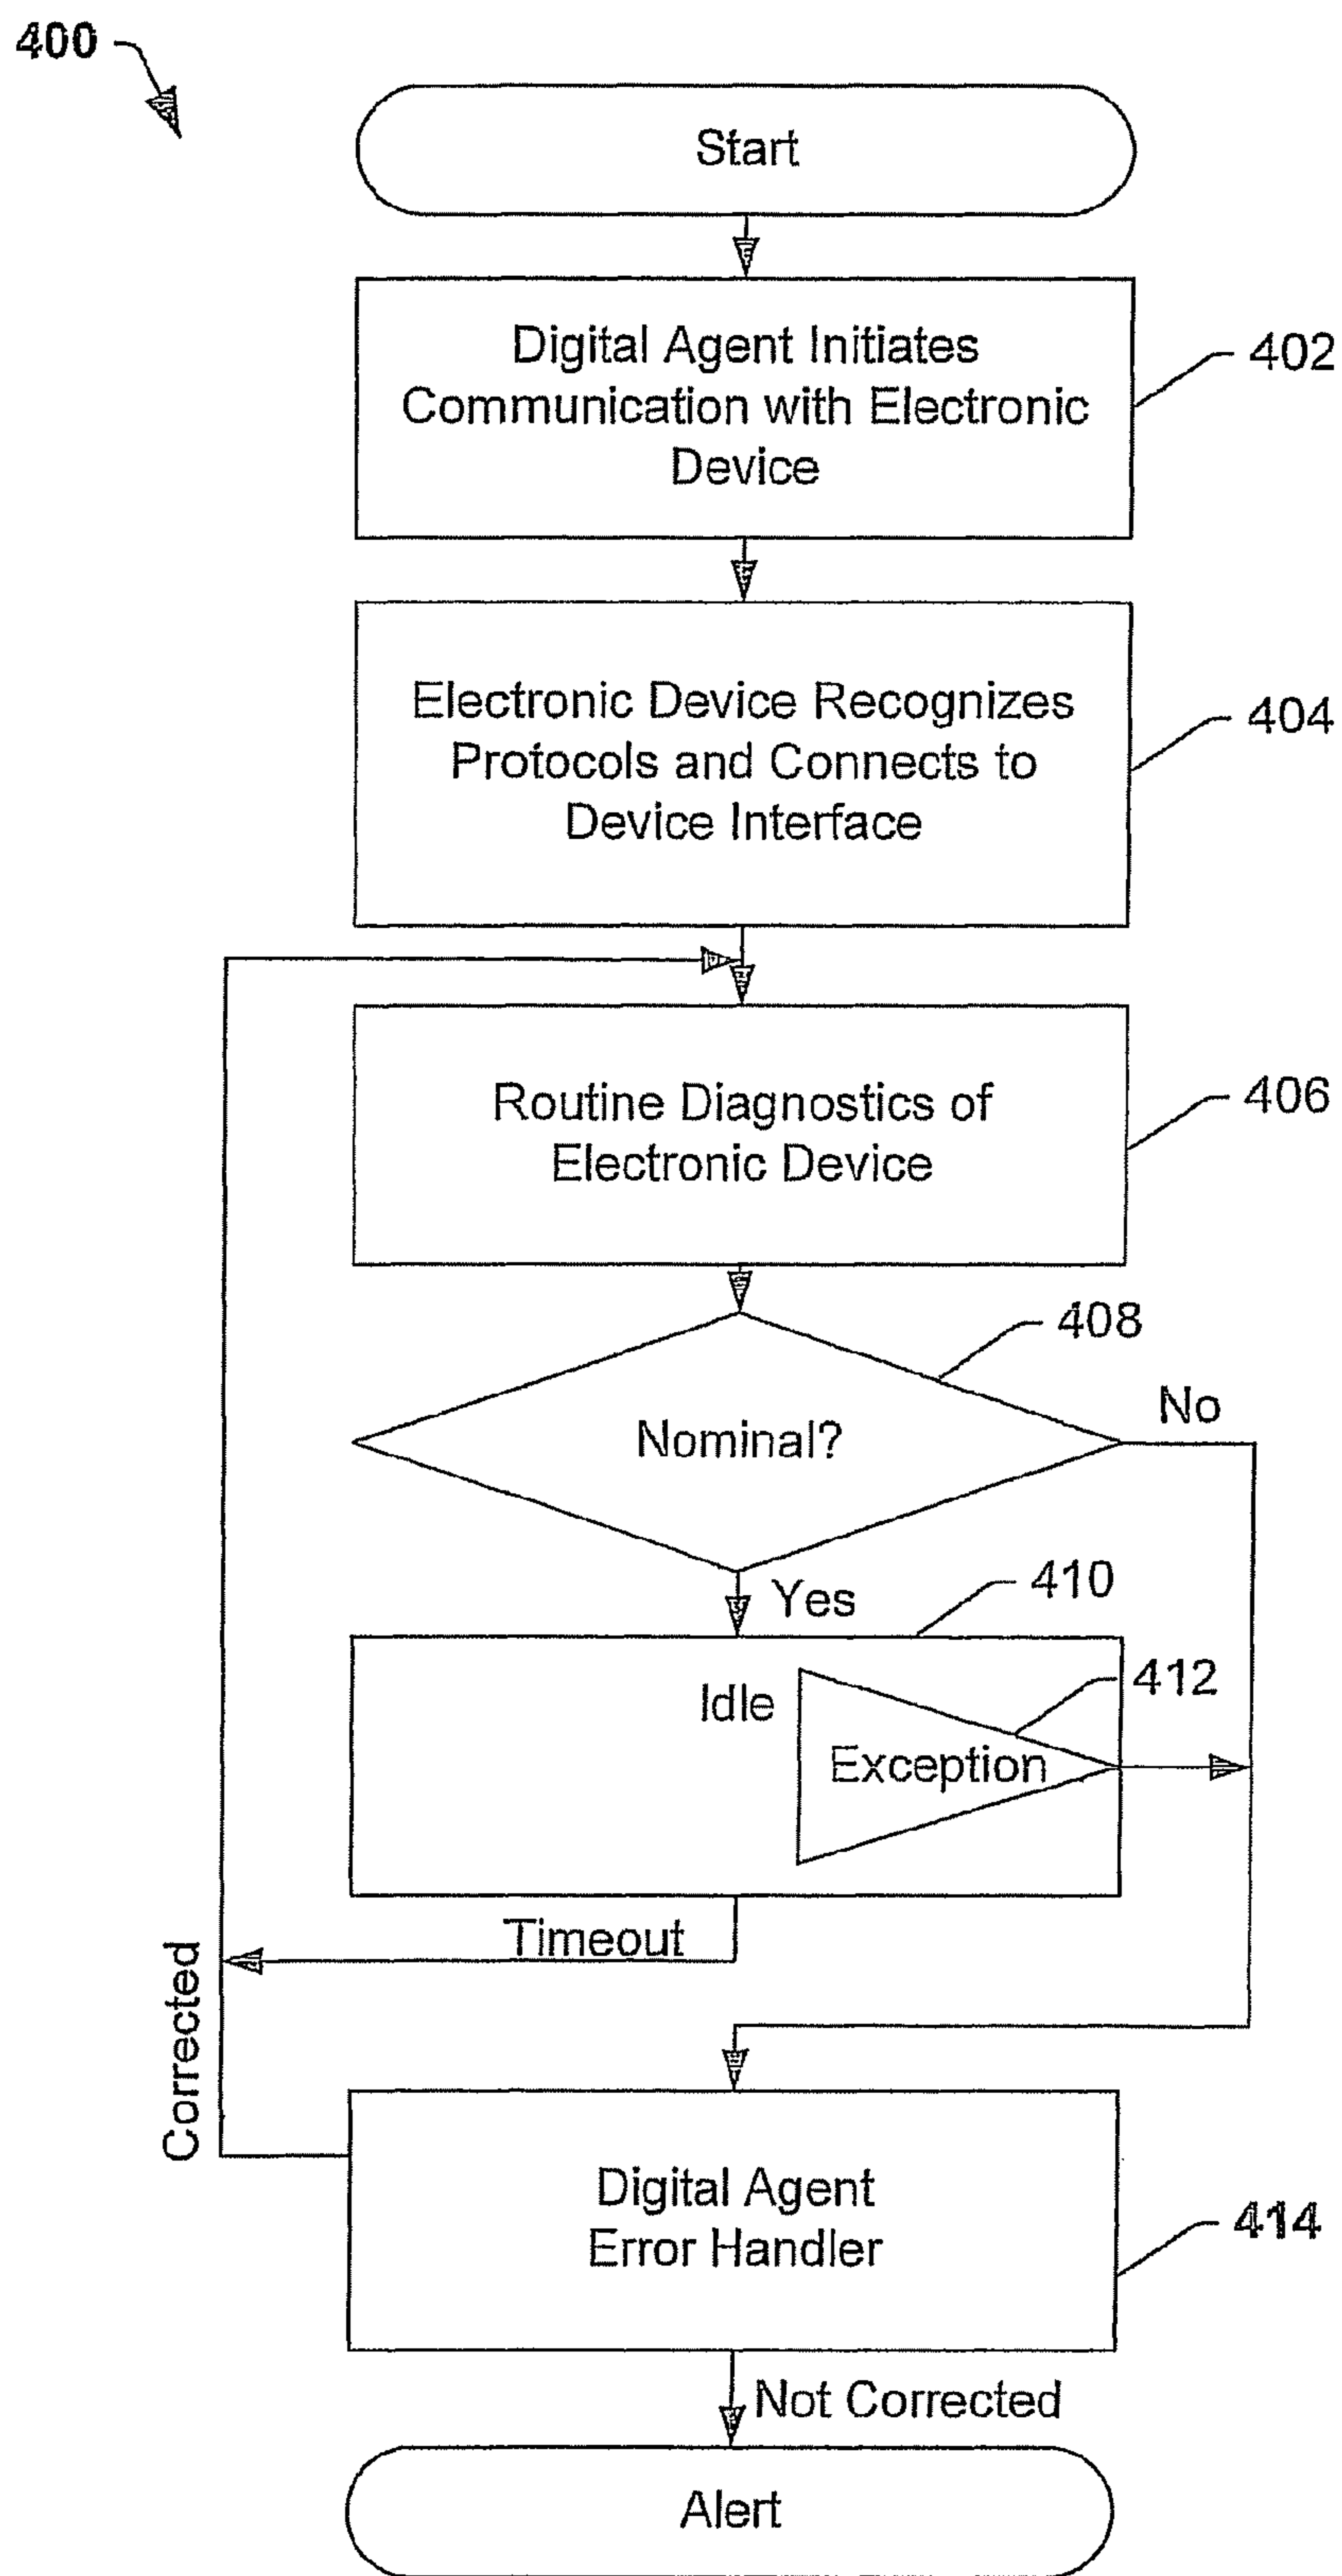 400
Start
Digital Agent Initiates
Communication with Electronic
Device
402
Electronic Device Recognizes
Protocols and Connects to
Device Interface
404
Routine Diagnostics of
Electronic Device
406
408
Nominal?
No
Yes
410
Idle
412
Exception
Timeout
Corrected
Digital Agent
Error Handler
414
Not Corrected
Alert